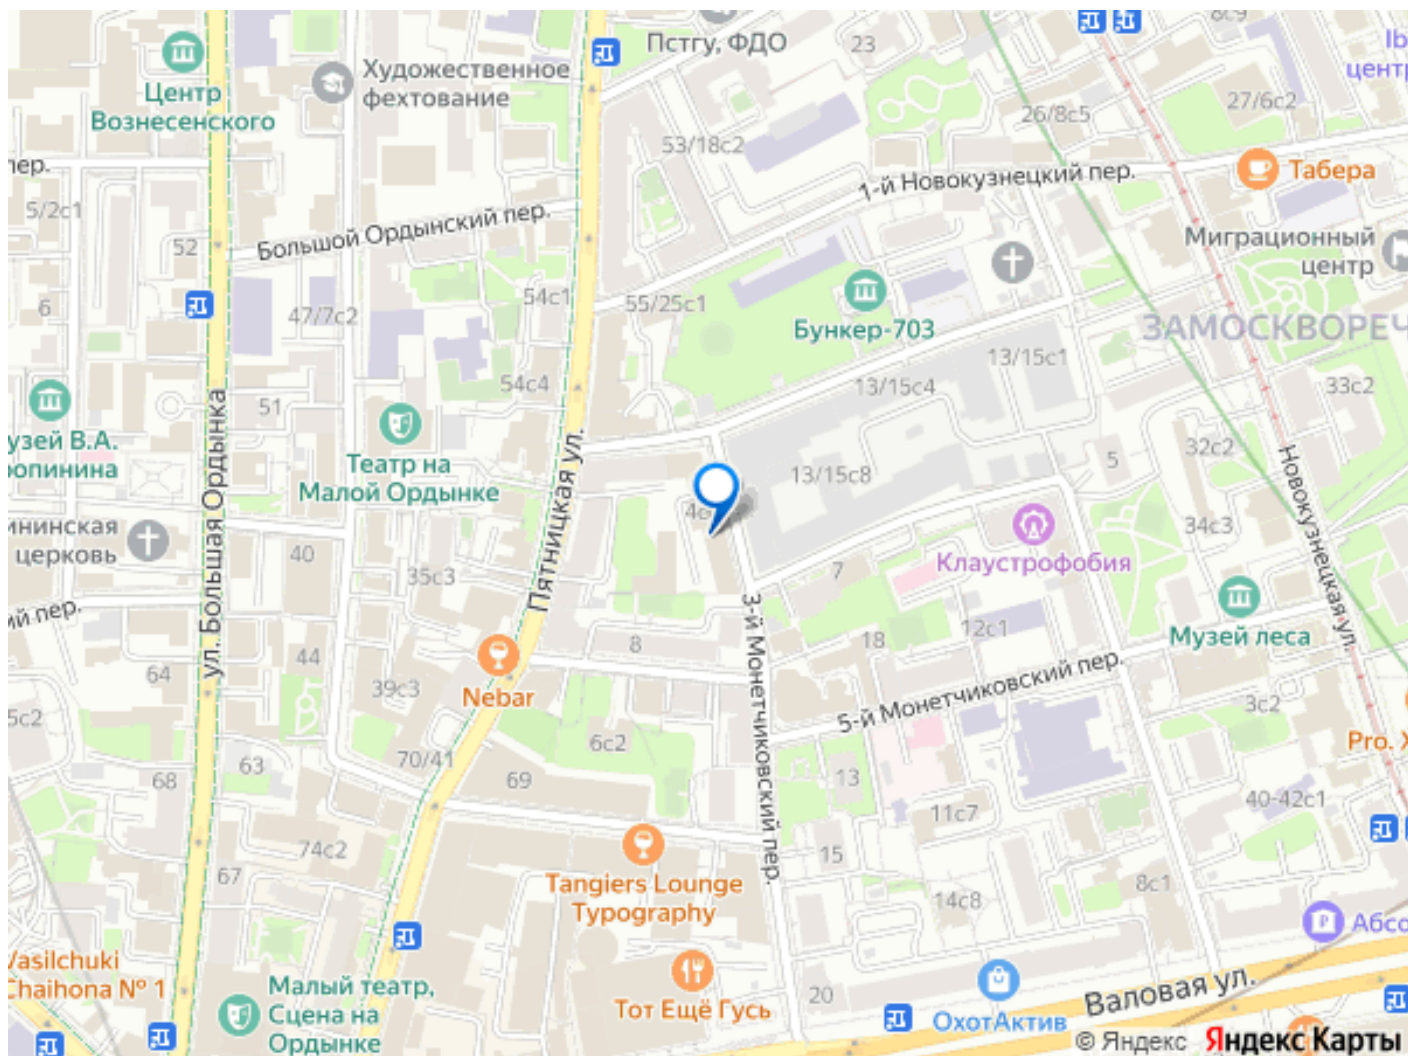 Пстгу, ФДО
23
8с9
Центр
Вознесенского
Художественное
фехтование
26/8с5
27/6с2
53/18с2
Табера
пер.
1-й Новокузнецкий пер.
5/2с1
Большой Ордынский пер.
52
Миграционный
центр
6
47/7с2
54с1
55/25с1
Бункер-703
ЗАМОСКВОРЕЧ
13/15с1
13/15с4
54с4
33с2
51
ул. Большая Ордынка
Пятницкая ул.
Театр на
Малой Ордынке
32с2
5
13/15с8
Новокузнецкая ул.
34с3
церковь
40
35с3
Клаустрофобия
7
3-й Монетчиковский пер.
Музей леса
12с1
18
8
5-й Монетчиковский пер.
44
64
39с3
Nebar
3с2
5с2
6с2
Pro.
70/41
63
68
69
13
40-42с1
11с7
74с2
15
67
Tangiers Lounge
Typography
14с8
8с1
Vasilchuki
Chaihona № 1
Малый театр,
Сцена на
Ордынке
Тот Ещё Гусь
20
ОхотАктив
Валовая ул.
© Яндекс Яндекс Карты